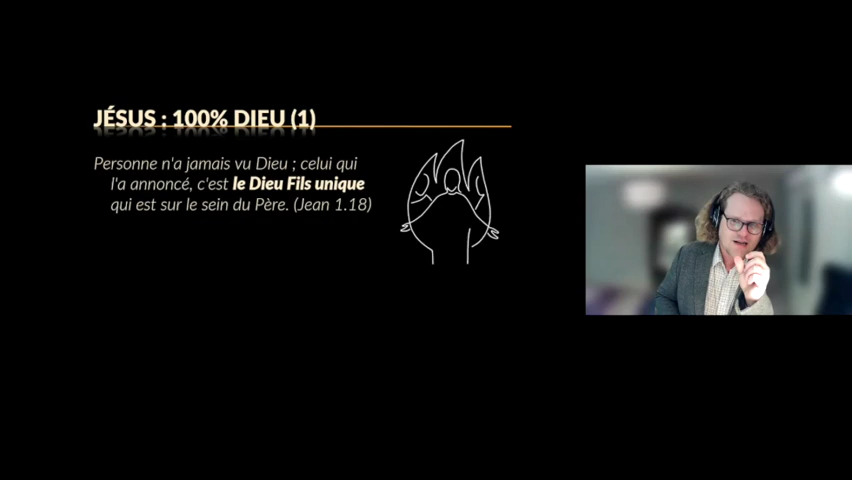 JÉSUS : 100% DIEU (1)
Personne n'a jamais vu Dieu ; celui qui
l'a annoncé, c'est le Dieu Fils unique
qui est sur le sein du Père. (Jean 1.18)